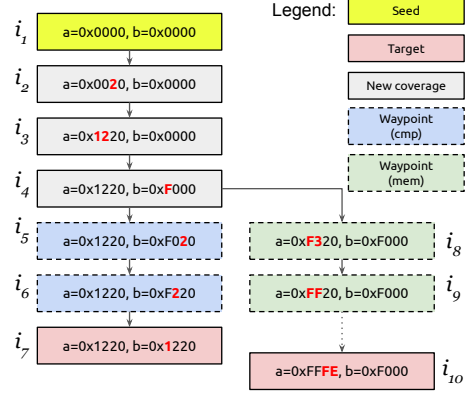 Legend:
Seed
Target
New coverage
Waypoint
(cmp)
Waypoint
(mem)
i1 a=0x0000, b=0x0000
i2 a=0x0020, b=0x0000
i3 a=0x1220, b=0x0000
i4 a=0x1220, b=0xF000
i5 a=0x1220, b=0xF020
i6 a=0x1220, b=0xF220
i7 a=0x1220, b=0x1220
a=0xF320, b=0xF000 i8
a=0xFF20, b=0xF000 i9
a=0xFFFE, b=0xF000 i10